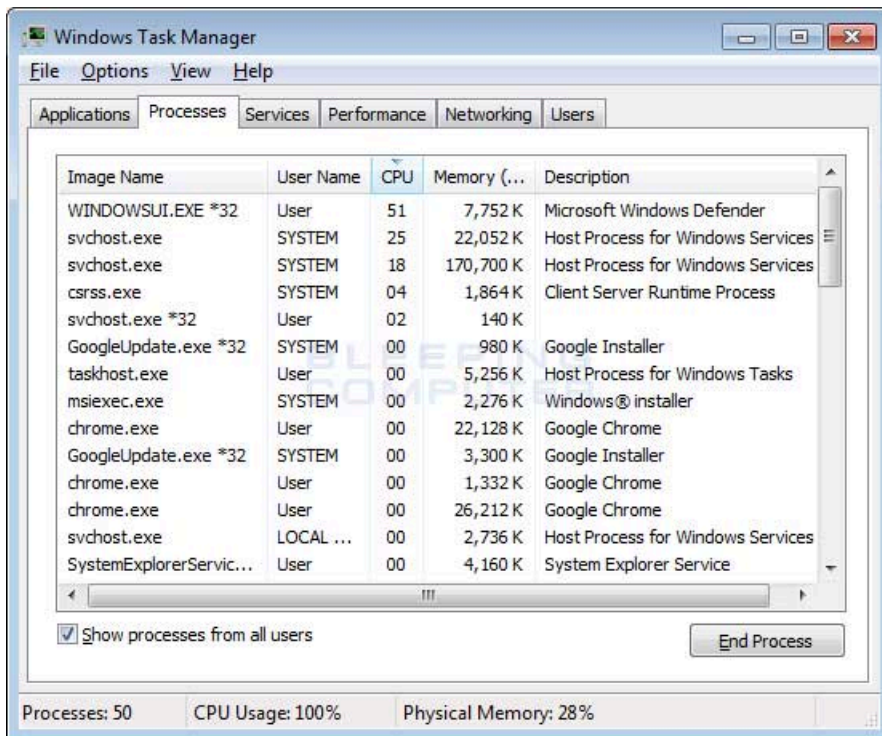 Windows Task Manager
File Options View Help
Applications Processes Services Performance Networking Users
Image Name User Name CPU Memory (... Description
WINDOWSUI.EXE *32 User 51 7,752 K Microsoft Windows Defender
svchost.exe SYSTEM 25 22,052 K Host Process for Windows Services
svchost.exe SYSTEM 18 170,700 K Host Process for Windows Services
csrss.exe SYSTEM 04 1,864 K Client Server Runtime Process
svchost.exe *32 User 02 140 K
GoogleUpdate.exe *32 SYSTEM 00 980 K Google Installer
taskhost.exe User 00 5,256 K Host Process for Windows Tasks
msiexec.exe SYSTEM 00 2,276 K Windows® installer
chrome.exe User 00 22,128 K Google Chrome
GoogleUpdate.exe *32 SYSTEM 00 3,300 K Google Installer
chrome.exe User 00 1,332 K Google Chrome
chrome.exe User 00 26,212 K Google Chrome
svchost.exe LOCAL ... 00 2,736 K Host Process for Windows Services
SystemExplorerServic... User 00 4,160 K System Explorer Service
BLEEPING
COMPUTER
Show processes from all users
End Process
Processes: 50 CPU Usage: 100% Physical Memory: 28%